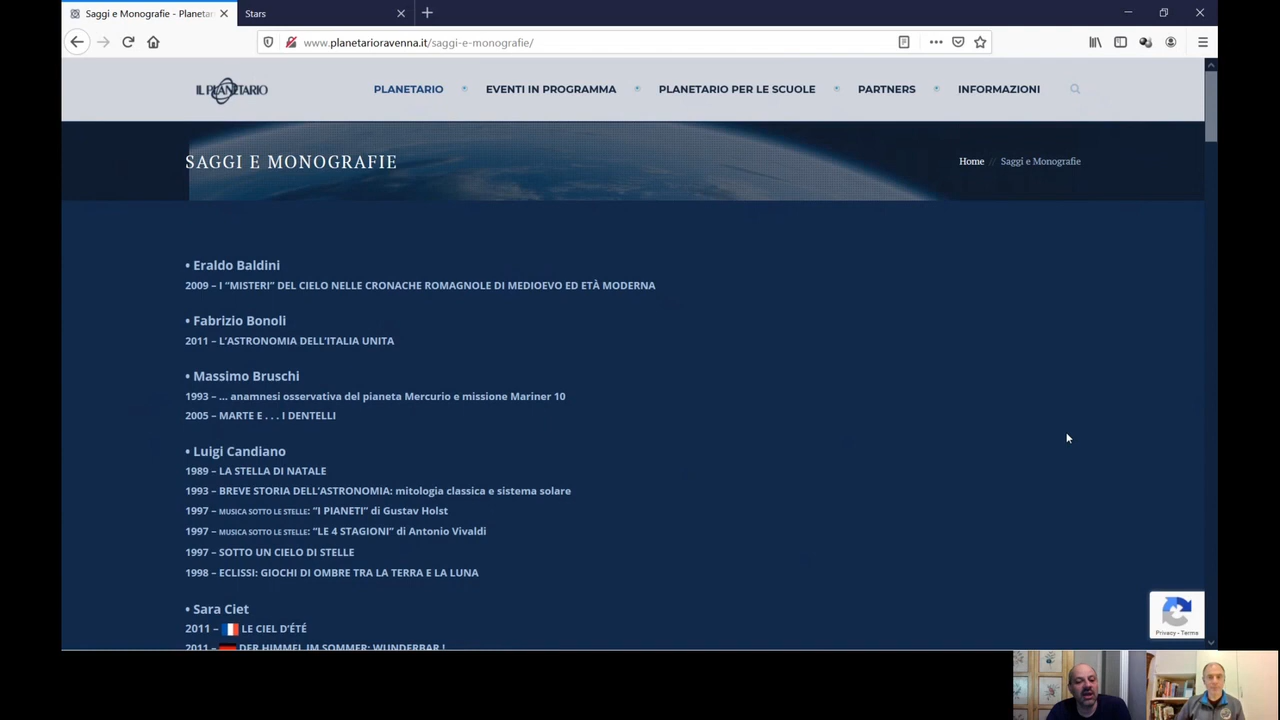 Saggi e Monografie - Planetar
Stars
www.planetarioravenna.it/saggi-e-monografie/
IL PLANETARIO
PLANETARIO
EVENTI IN PROGRAMMA
PLANETARIO PER LE SCUOLE
PARTNERS
INFORMAZIONI
SAGGI E MONOGRAFIE
Home // Saggi e Monografie
• Eraldo Baldini
2009 – I “MISTERI” DEL CIELO NELLE CRONACHE ROMAGNOLE DI MEDIOEVO ED ETÀ MODERNA
• Fabrizio Bonoli
2011 – L’ASTRONOMIA DELL’ITALIA UNITA
• Massimo Bruschi
1993 – ... anamnesi osservativa del pianeta Mercurio e missione Mariner 10
2005 – MARTE E . . . I DENTELLI
• Luigi Candiano
1989 – LA STELLA DI NATALE
1993 – BREVE STORIA DELL’ASTRONOMIA: mitologia classica e sistema solare
1997 – MUSICA SOTTO LE STELLE: “I PIANETI” di Gustav Holst
1997 – MUSICA SOTTO LE STELLE: “LE 4 STAGIONI” di Antonio Vivaldi
1997 – SOTTO UN CIELO DI STELLE
1998 – ECLISSI: GIOCHI DI OMBRE TRA LA TERRA E LA LUNA
• Sara Ciet
2011 – LE CIEL D’ÉTÉ
2011 – DER HIMMEL IM SOMMER: WUNDERBAR !
Privacy - Terms